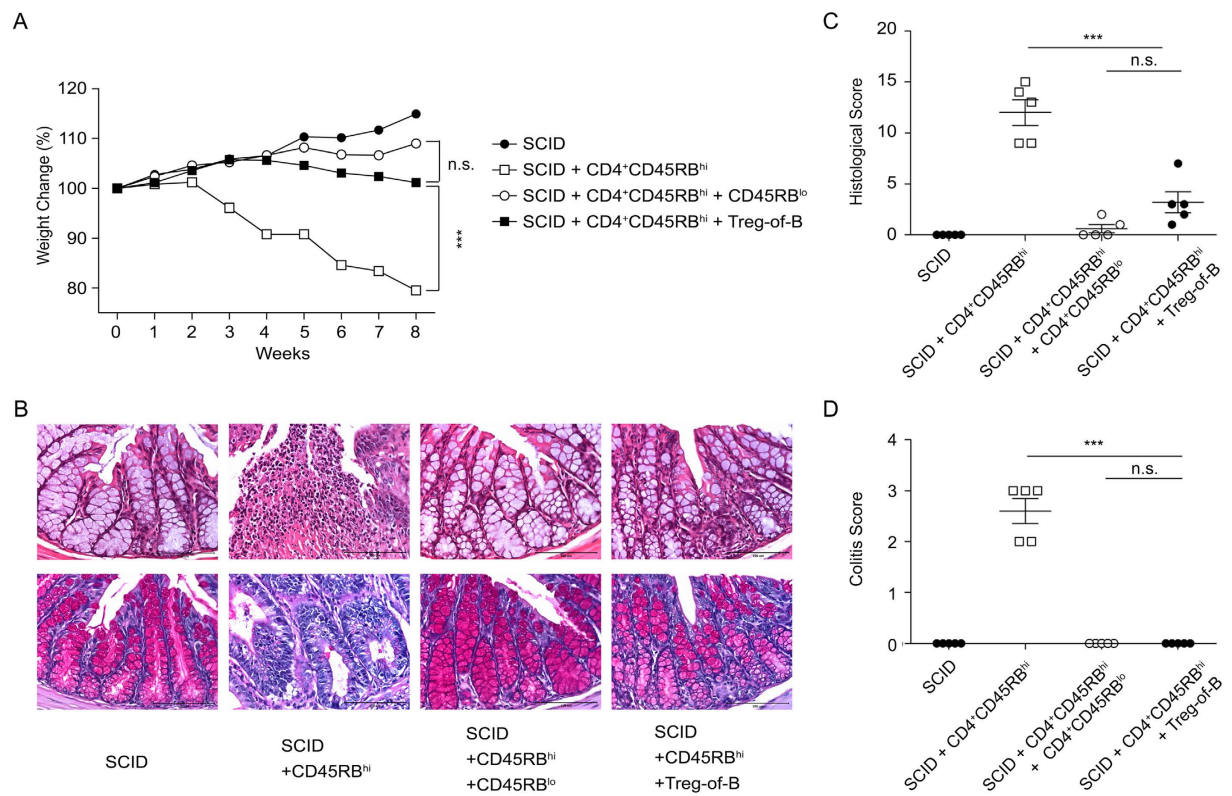 A
120
110
100
90
80
Weight Change (%)
0 1 2 3 4 5 6 7 8
Weeks
n.s.
***
SCID
SCID + CD4⁺CD45RBʰⁱ
SCID + CD4⁺CD45RBʰⁱ + CD45RBˡᵒ
SCID + CD4⁺CD45RBʰⁱ + Treg-of-B
B
SCID
SCID
+CD45RBʰⁱ
SCID
+CD45RBʰⁱ
+CD45RBˡᵒ
SCID
+CD45RBʰⁱ
+Treg-of-B
C
20
15
10
5
0
Histological Score
***
n.s.
SCID
SCID + CD4⁺CD45RBʰⁱ
SCID + CD4⁺CD45RBʰⁱ
+ CD4⁺CD45RBˡᵒ
SCID + CD4⁺CD45RBʰⁱ
+ Treg-of-B
D
4
3
2
1
0
Colitis Score
***
n.s.
SCID
SCID + CD4⁺CD45RBʰⁱ
SCID + CD4⁺CD45RBʰⁱ
+ CD4⁺CD45RBˡᵒ
SCID + CD4⁺CD45RBʰⁱ
+ Treg-of-B